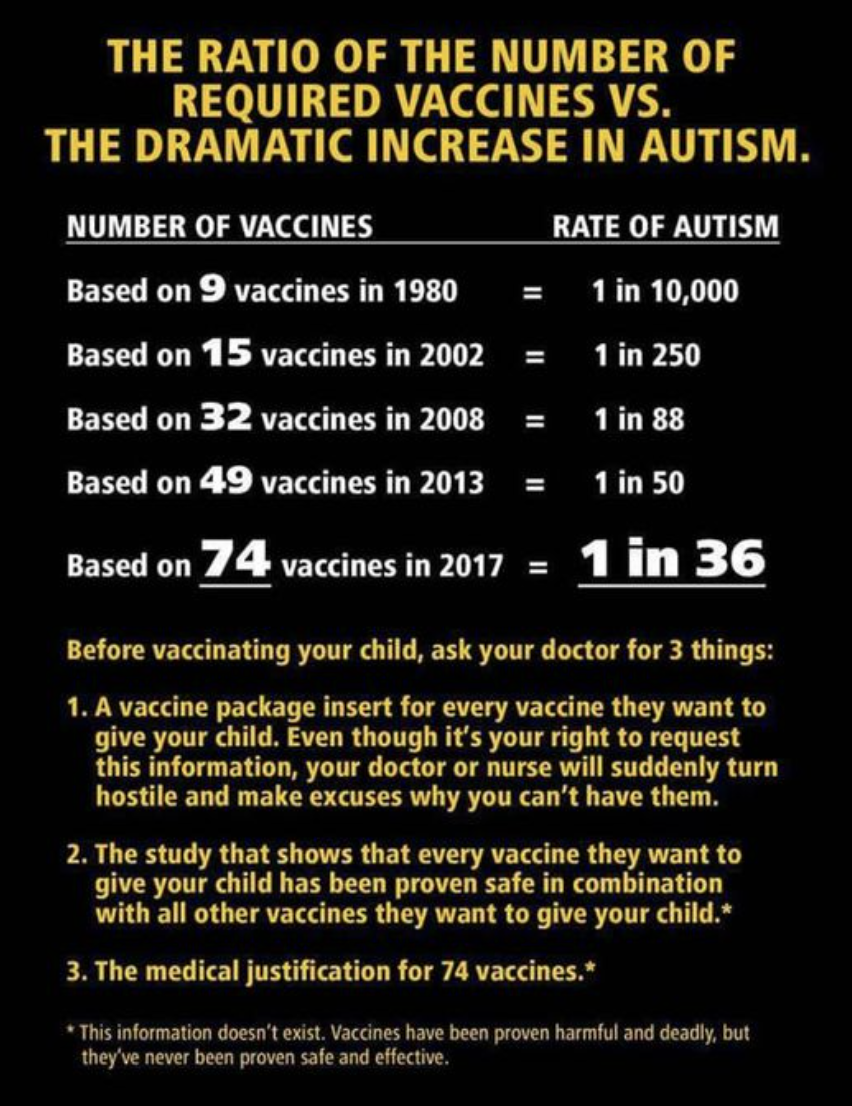 THE RATIO OF THE NUMBER OF
REQUIRED VACCINES VS.
THE DRAMATIC INCREASE IN AUTISM.
NUMBER OF VACCINES RATE OF AUTISM
Based on 9 vaccines in 1980 = 1 in 10,000
Based on 15 vaccines in 2002 = 1 in 250
Based on 32 vaccines in 2008 = 1 in 88
Based on 49 vaccines in 2013 = 1 in 50
Based on 74 vaccines in 2017 = 1 in 36
Before vaccinating your child, ask your doctor for 3 things:
1. A vaccine package insert for every vaccine they want to
give your child. Even though it's your right to request
this information, your doctor or nurse will suddenly turn
hostile and make excuses why you can't have them.
2. The study that shows that every vaccine they want to
give your child has been proven safe in combination
with all other vaccines they want to give your child.*
3. The medical justification for 74 vaccines.*
* This information doesn't exist. Vaccines have been proven harmful and deadly, but
they've never been proven safe and effective.